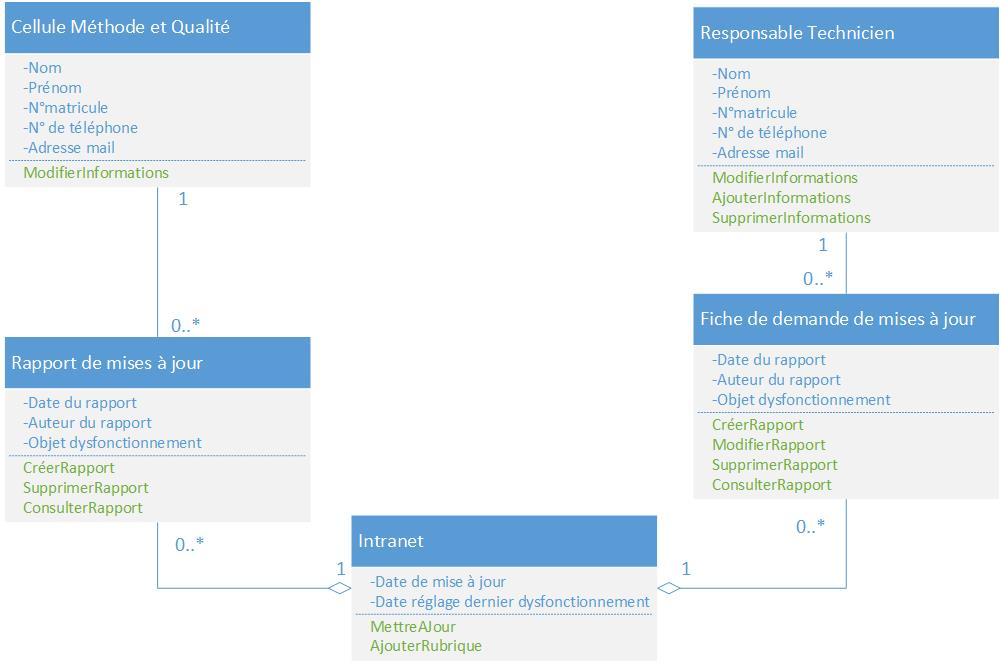 Cellule Méthode et Qualité
-Nom
-Prénom
-N°matricule
-N° de téléphone
-Adresse mail
ModifierInformations
1
0..*
Responsable Technicien
-Nom
-Prénom
-N°matricule
-N° de téléphone
-Adresse mail
ModifierInformations
AjouterInformations
SupprimerInformations
1
0..*
Rapport de mises à jour
-Date du rapport
-Auteur du rapport
-Objet dysfonctionnement
CréerRapport
SupprimerRapport
ConsulterRapport
0..*
1
Fiche de demande de mises à jour
-Date du rapport
-Auteur du rapport
-Objet dysfonctionnement
CréerRapport
ModifierRapport
SupprimerRapport
ConsulterRapport
0..*
1
Intranet
-Date de mise à jour
-Date réglage dernier dysfonctionnement
MettreAJour
AjouterRubrique